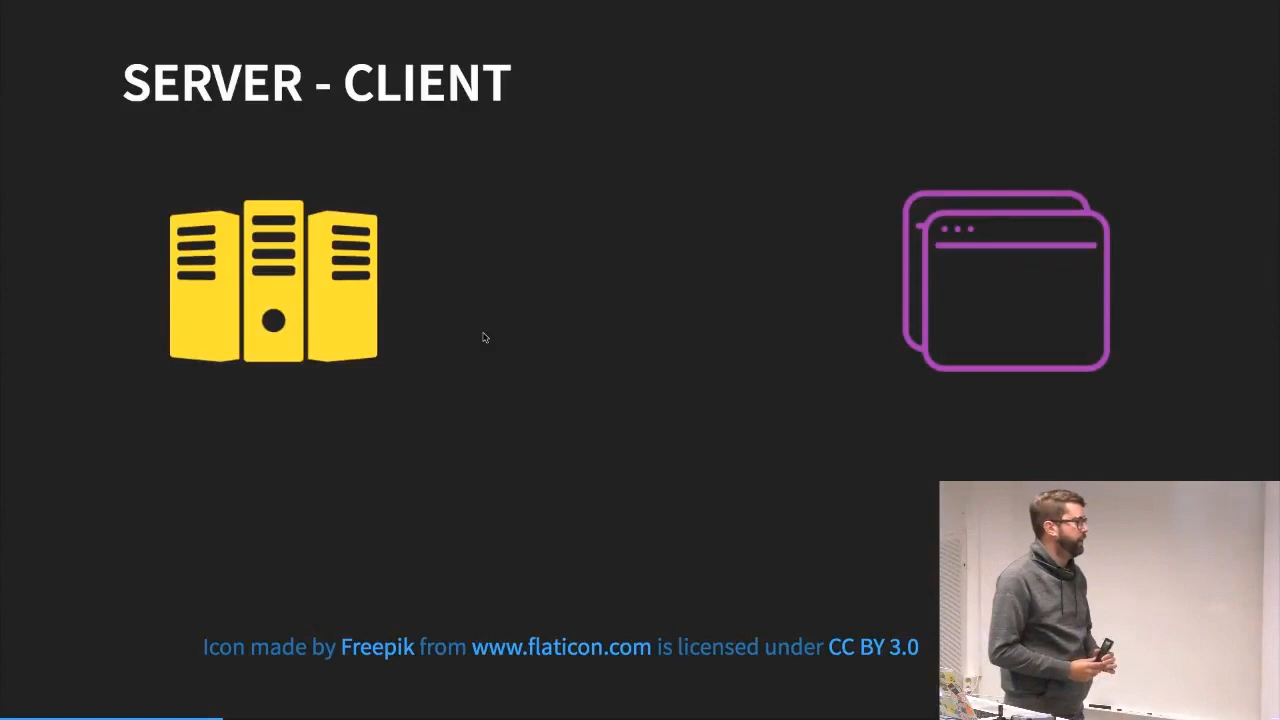 SERVER - CLIENT
Icon made by Freepik from www.flaticon.com is licensed under CC BY 3.0